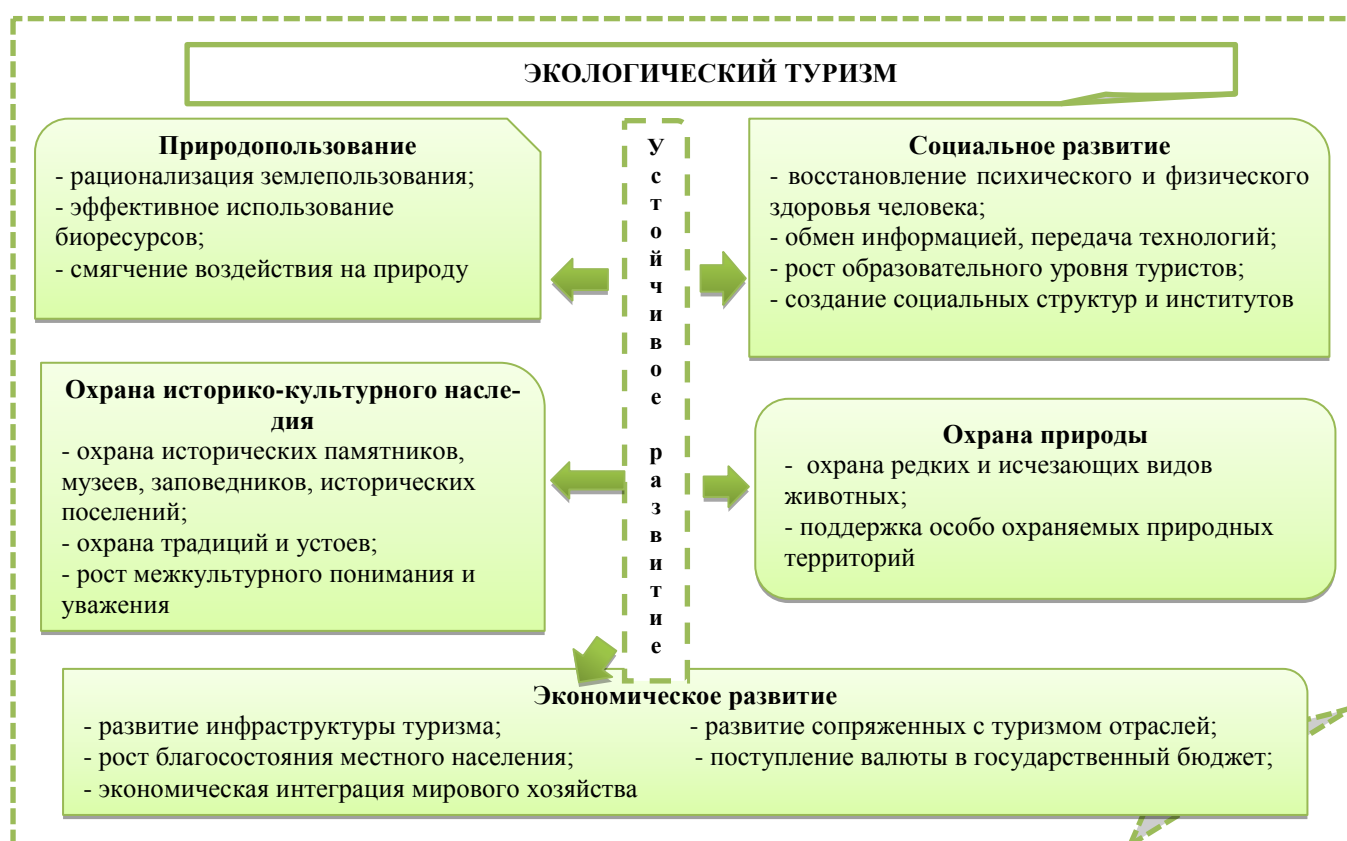 ЭКОЛОГИЧЕСКИЙ ТУРИЗМ
Природопользование
- рационализация землепользования;
- эффективное использование
биоресурсов;
- смягчение воздействия на природу
Устойчивое развитие
Социальное развитие
- восстановление психического и физического
здоровья человека;
- обмен информацией, передача технологий;
- рост образовательного уровня туристов;
- создание социальных структур и институтов
Охрана историко-культурного насле-
дия
- охрана исторических памятников,
музеев, заповедников, исторических
поселений;
- охрана традиций и устоев;
- рост межкультурного понимания и
уважения
Охрана природы
- охрана редких и исчезающих видов
животных;
- поддержка особо охраняемых природных
территорий
Экономическое развитие
- развитие инфраструктуры туризма;
- развитие сопряженных с туризмом отраслей;
- рост благосостояния местного населения;
- поступление валюты в государственный бюджет;
- экономическая интеграция мирового хозяйства